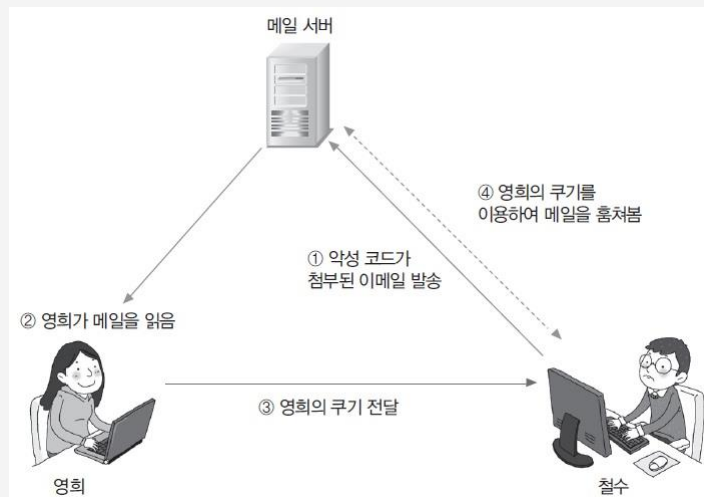 메일 서버
④ 영희의 쿠기를
이용하여 메일을 훔쳐봄
① 악성 코드가
첨부된 이메일 발송
② 영희가 메일을 읽음
③ 영희의 쿠기 전달
영희
철수